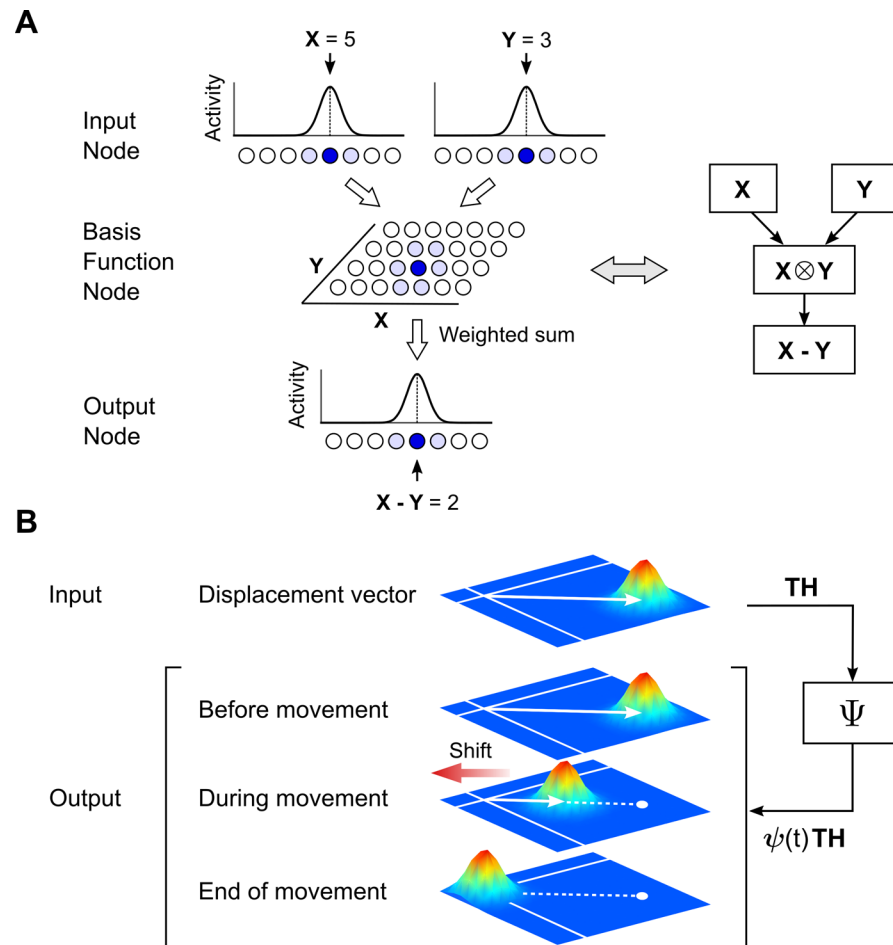 A
X = 5
Y = 3
Input
Node
Activity
Basis
Function
Node
Y
X
Weighted sum
X
Y
X⊗Y
X - Y
Output
Node
Activity
X - Y = 2
B
Input
Displacement vector
TH
Before movement
Ψ
Shift
Output
During movement
ψ(t) TH
End of movement